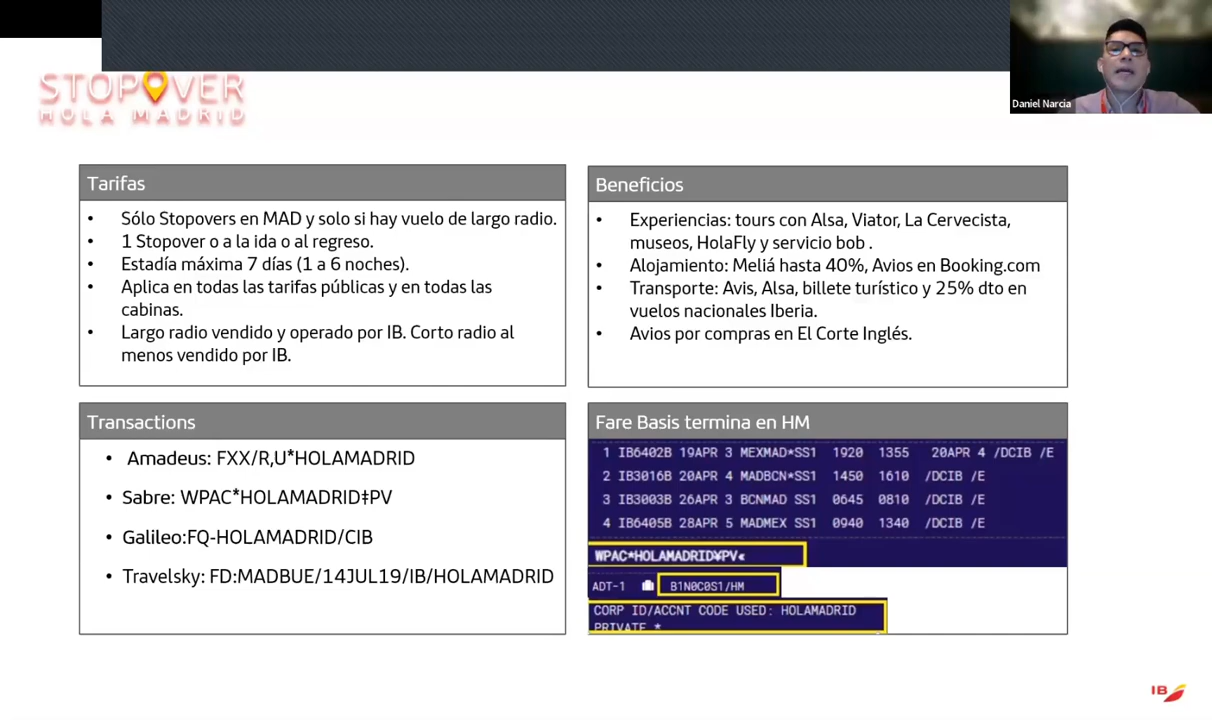 STOPOVER
HOLA MADRID
Daniel Narcia
Tarifas
• Sólo Stopovers en MAD y solo si hay vuelo de largo radio.
• 1 Stopover o a la ida o al regreso.
• Estadía máxima 7 días (1 a 6 noches).
• Aplica en todas las tarifas públicas y en todas las
cabinas.
• Largo radio vendido y operado por IB. Corto radio al
menos vendido por IB.
Beneficios
• Experiencias: tours con Alsa, Viator, La Cervecista,
museos, HolaFly y servicio bob .
• Alojamiento: Meliá hasta 40%, Avios en Booking.com
• Transporte: Avis, Alsa, billete turístico y 25% dto en
vuelos nacionales Iberia.
• Avios por compras en El Corte Inglés.
Transactions
• Amadeus: FXX/R,U*HOLAMADRID
• Sabre: WPAC*HOLAMADRID‡PV
• Galileo:FQ-HOLAMADRID/CIB
• Travelsky: FD:MADBUE/14JUL19/IB/HOLAMADRID
Fare Basis termina en HM
1 IB6402B 19APR 3 MEXMAD*SS1 1920 1355 20APR 4 /DCIB /E
2 IB3016B 20APR 4 MADBCN*SS1 1450 1610 /DCIB /E
3 IB3003B 26APR 3 BCNMAD SS1 0645 0810 /DCIB /E
4 IB6405B 28APR 5 MADMEX SS1 0940 1340 /DCIB /E
WPAC*HOLAMADRID¥PV«
ADT-1 B1N0C0S1/HM
CORP ID/ACCNT CODE USED: HOLAMADRID
PRIVATE *
IB